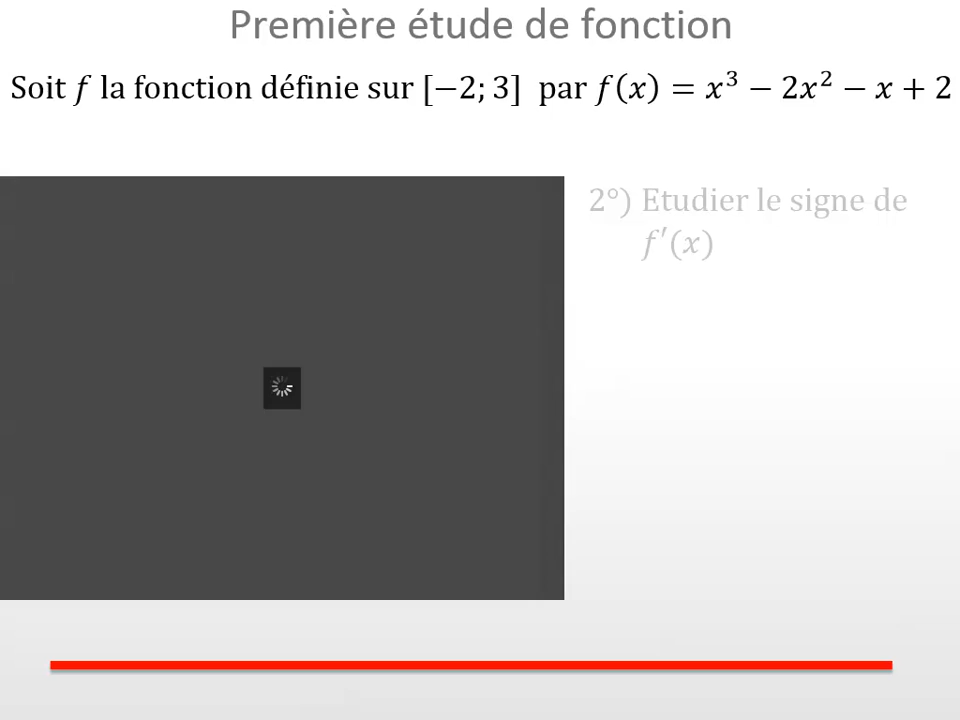 Première étude de fonction
Soit 𝑓 la fonction définie sur [−2; 3] par 𝑓(𝑥) = 𝑥³ − 2𝑥² − 𝑥 + 2
2°) Etudier le signe de
𝑓′(𝑥)